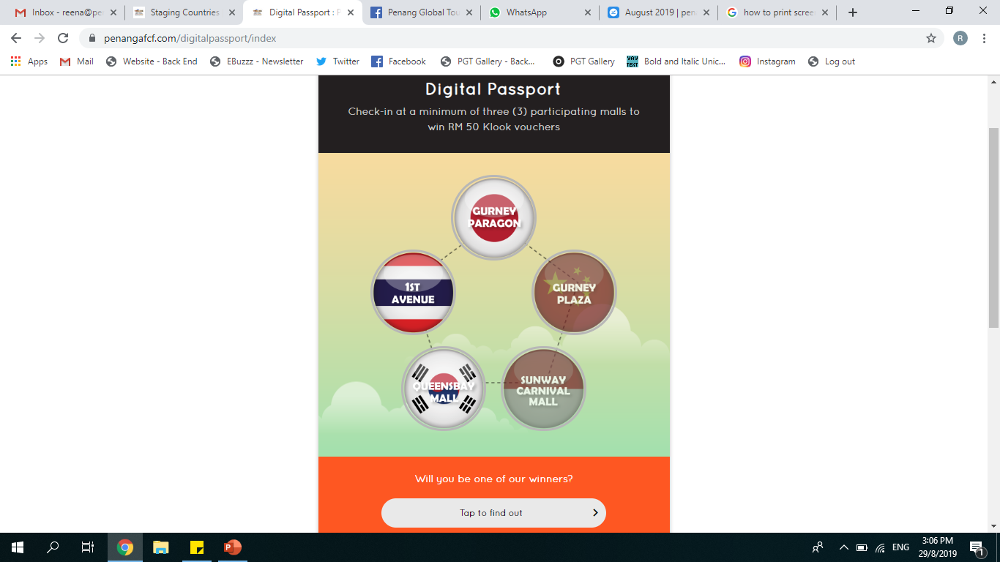 Inbox - reena@pe
Staging Countries
Digital Passport : P
Penang Global Tou
WhatsApp
August 2019 | pen
how to print scree
penangafcf.com/digitalpassport/index
R
Apps
Mail
Website - Back End
EBuzzz - Newsletter
Twitter
Facebook
PGT Gallery - Back...
PGT Gallery
YAY
TEXT
Bold and Italic Unic...
Instagram
Log out
Digital Passport
Check-in at a minimum of three (3) participating malls to
win RM 50 Klook vouchers
GURNEY
PARAGON
1ST
AVENUE
GURNEY
PLAZA
QUEENSBAY
MALL
SUNWAY
CARNIVAL
MALL
Will you be one of our winners?
Tap to find out
ENG
3:06 PM
29/8/2019
1